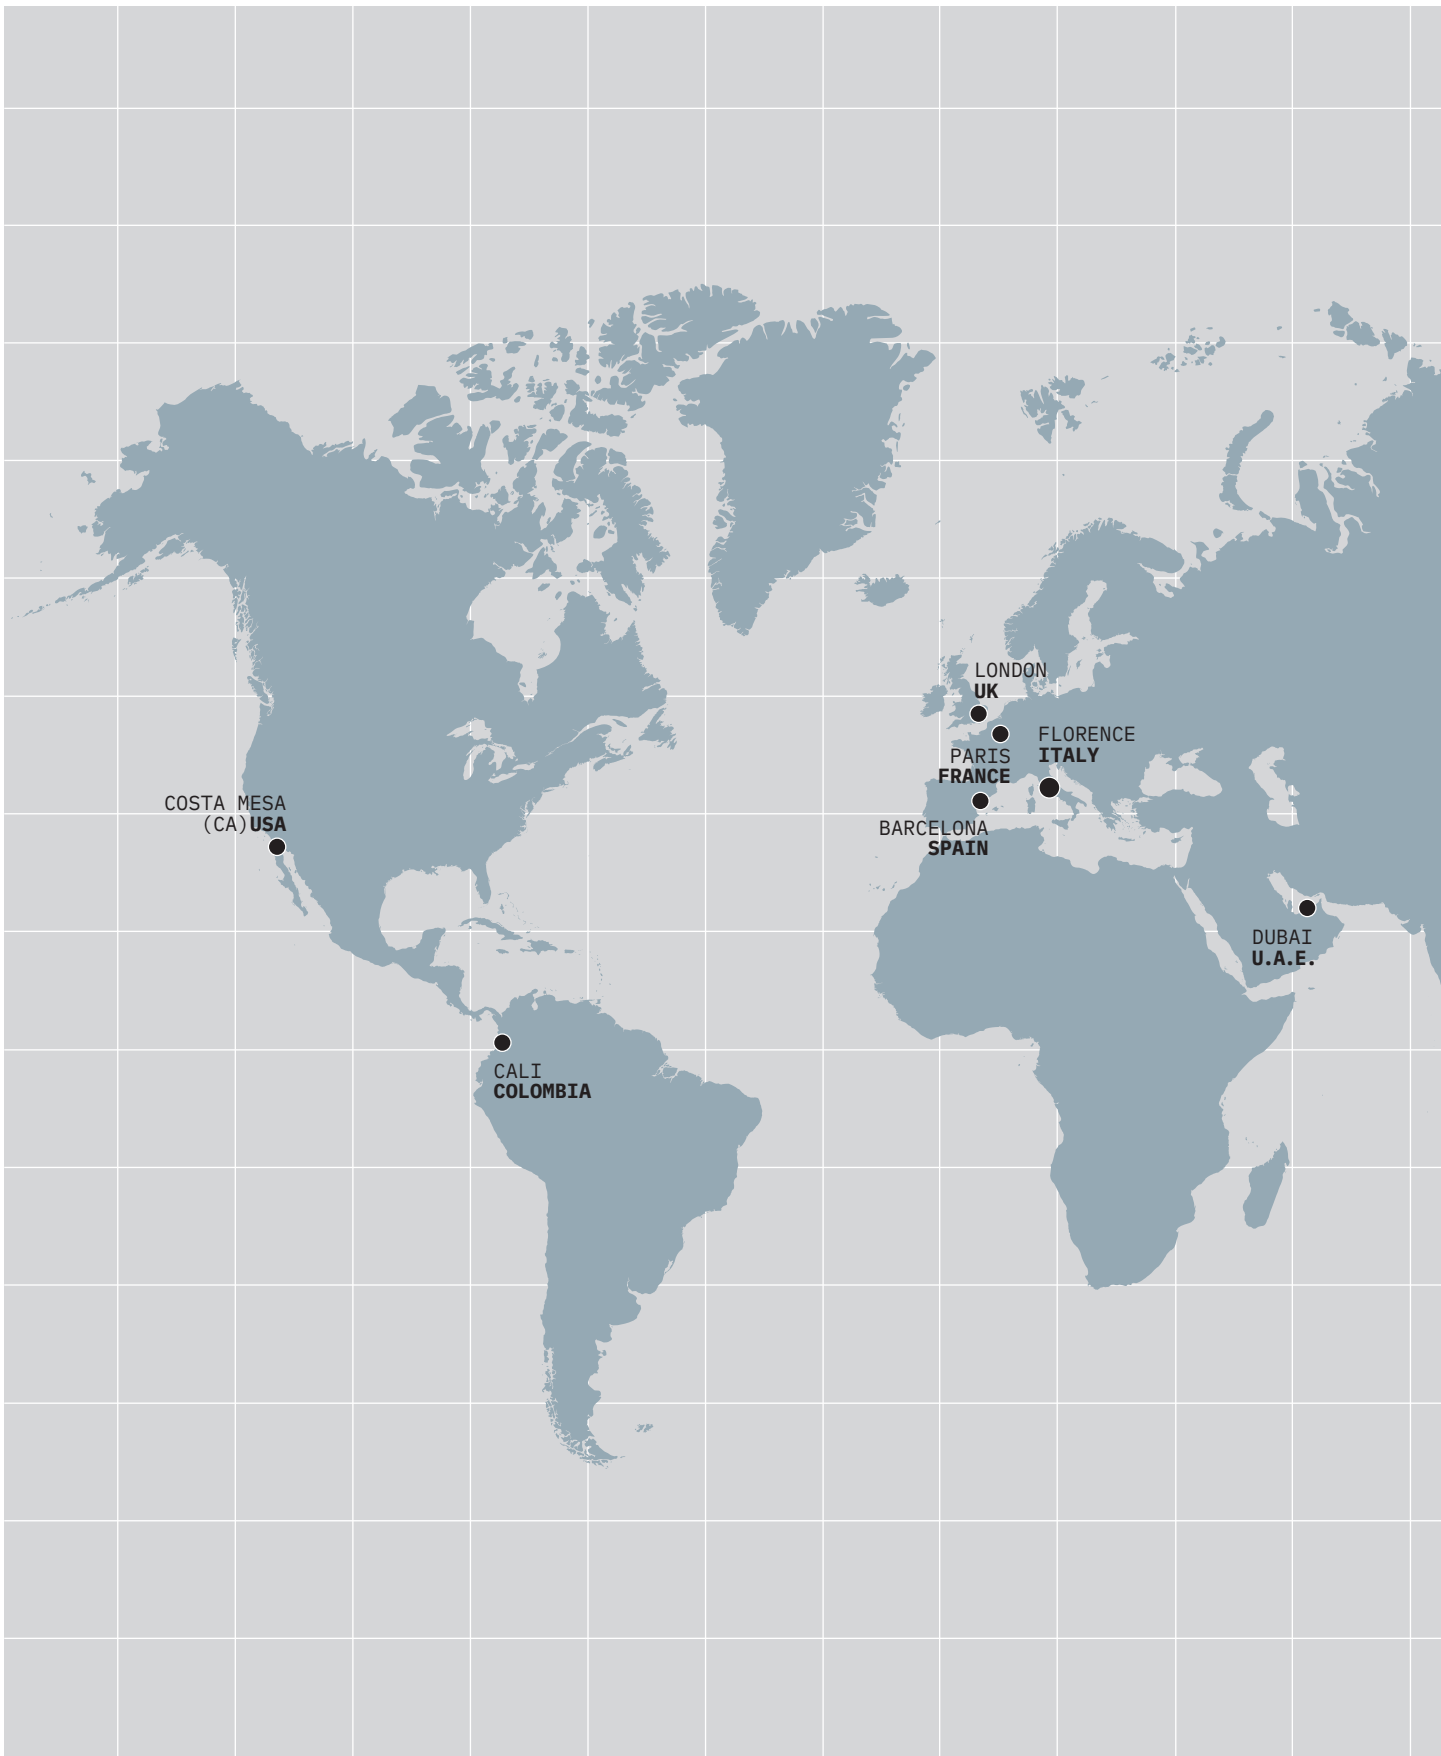 LONDON
UK
PARIS
FRANCE
FLORENCE
ITALY
COSTA MESA
(CA)USA
BARCELONA
SPAIN
DUBAI
U.A.E.
CALI
COLOMBIA